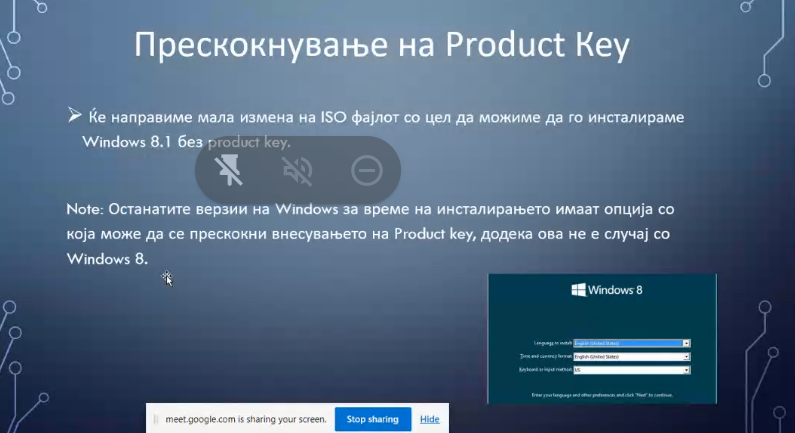 Прескокнување на Product Key
Ќе направиме мала измена на ISO фајлот со цел да можиме да го инсталираме
Windows 8.1 без product key.
Note: Останатите верзии на Windows за време на инсталирањето имаат опција со
која може да се прескокни внесувањето на Product key, додека ова не е случај со
Windows 8.
Windows 8
Language to install: English (United States)
Time and currency format: English (United States)
Keyboard or input method: US
Enter your language and other preferences and click "Next" to continue.
meet.google.com is sharing your screen. Stop sharing Hide